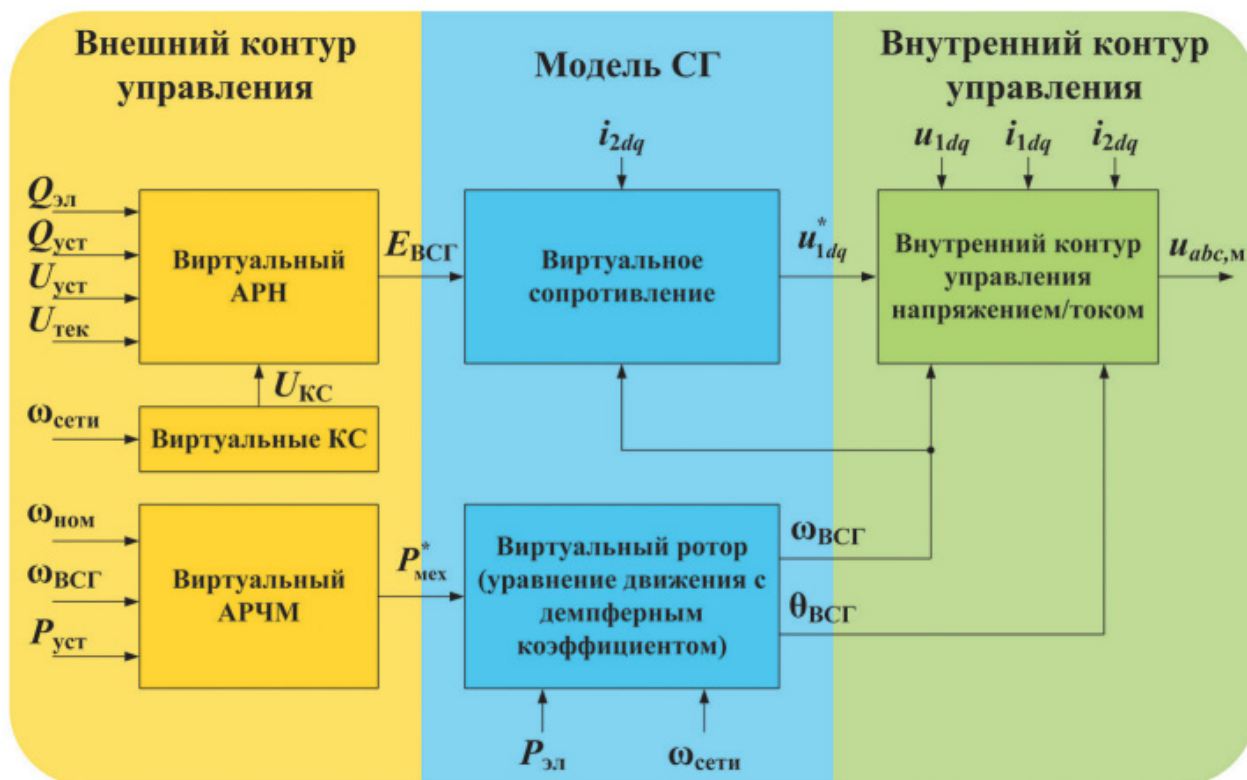 Внешний контур
управления
Модель СГ
Внутренний контур
управления
i2dq
u1dq
i1dq
i2dq
Qэл
Qуст
Uуст
Uтек
Виртуальный
АРН
EВСГ
Виртуальное
сопротивление
u*1dq
Внутренний контур
управления
напряжением/током
uabc,м
UКС
ωсети
Виртуальные КС
ωном
ωВСГ
Pуст
Виртуальный
АРЧМ
P*мех
Виртуальный ротор
(уравнение движения с
демпферным
коэффициентом)
ωВСГ
θВСГ
Pэл
ωсети